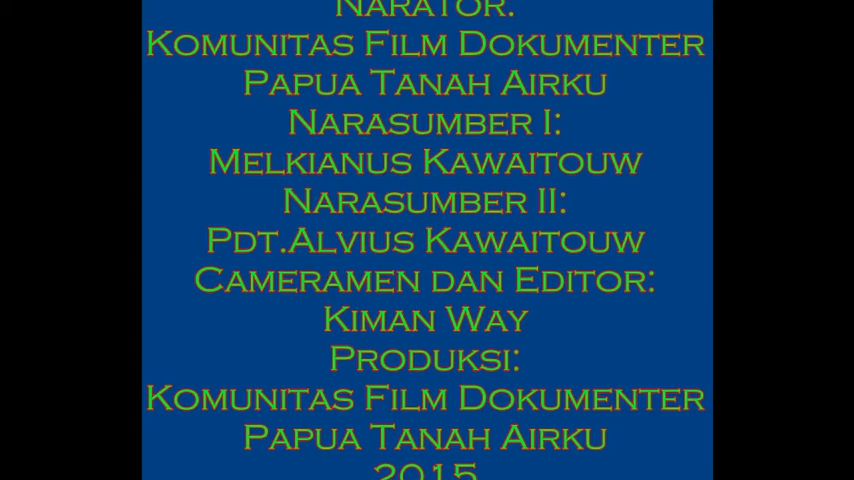 NARATOR:
KOMUNITAS FILM DOKUMENTER
PAPUA TANAH AIRKU
NARASUMBER I:
MELKIANUS KAWAITOUW
NARASUMBER II:
PDT.ALVIUS KAWAITOUW
CAMERAMEN DAN EDITOR:
KIMAN WAY
PRODUKSI:
KOMUNITAS FILM DOKUMENTER
PAPUA TANAH AIRKU
2015